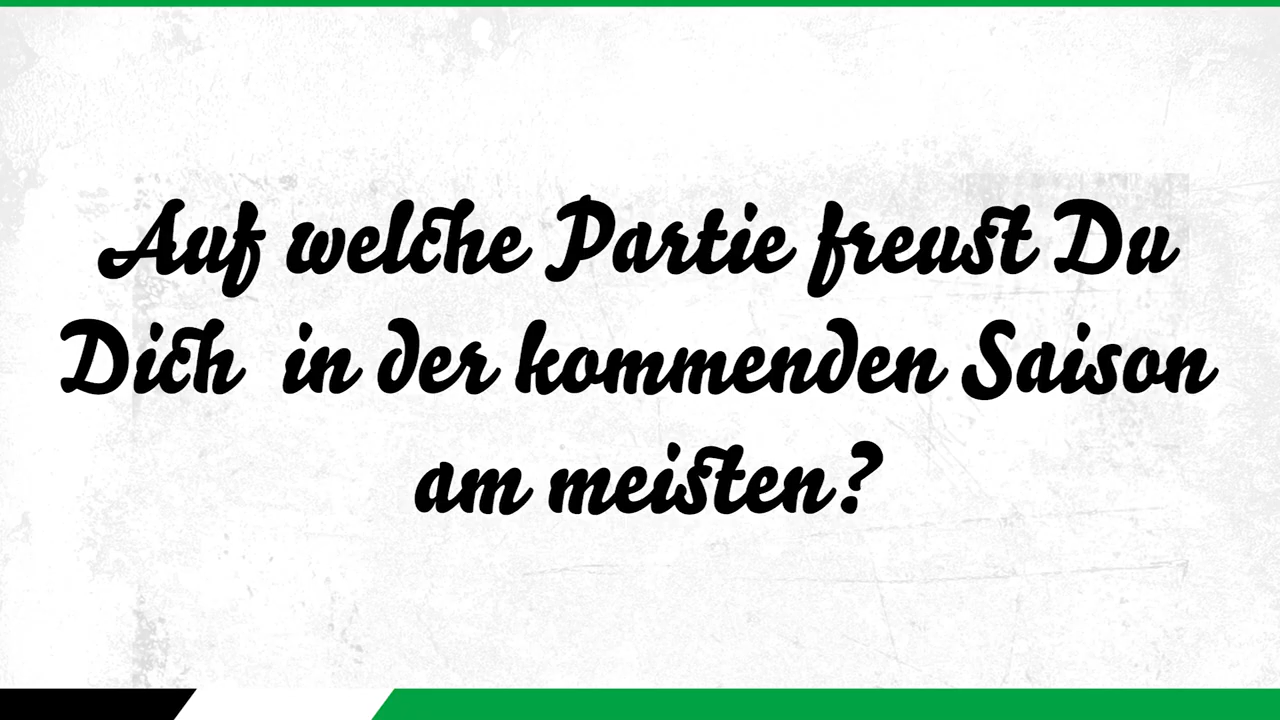 Auf welche Partie freust Du
Dich in der kommenden Saison
am meisten?